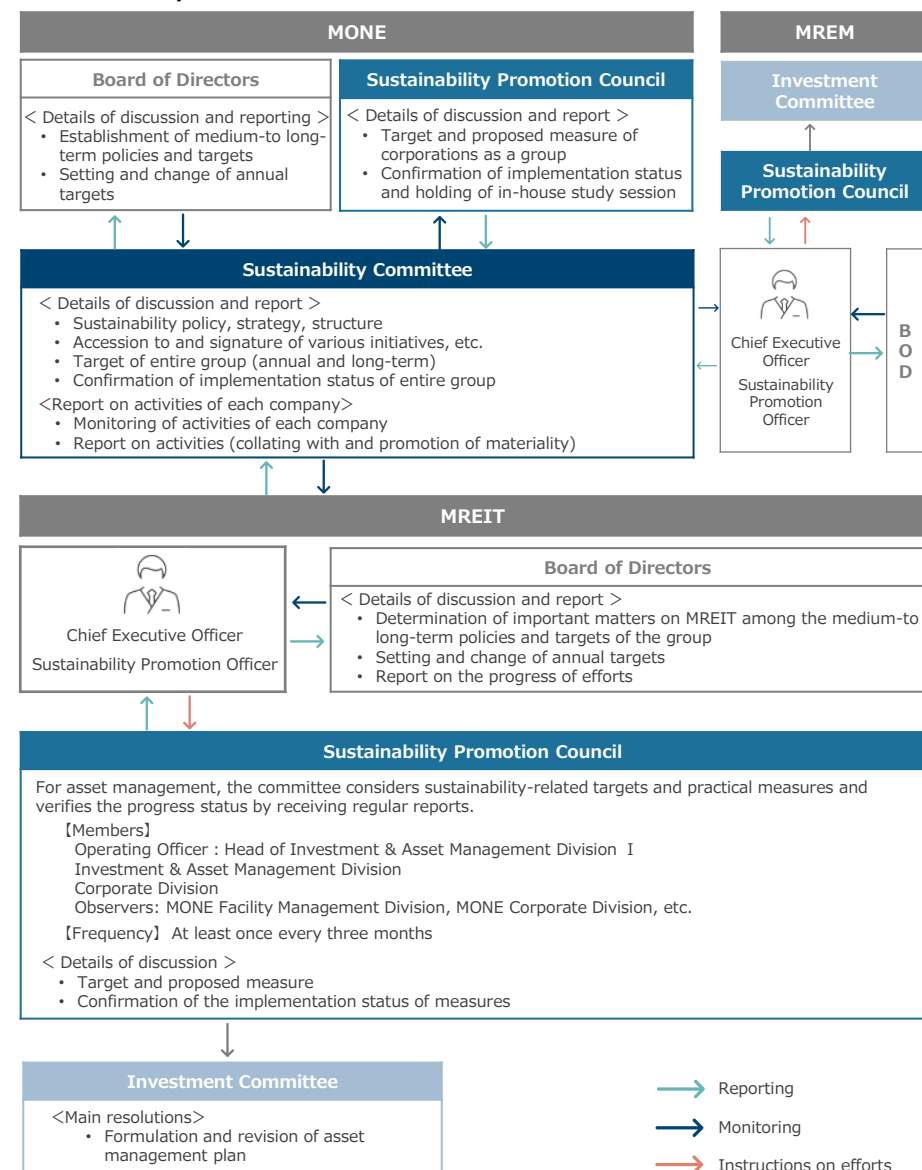 MONE
Board of Directors
< Details of discussion and reporting >
• Establishment of medium-to long-
term policies and targets
• Setting and change of annual
targets
Sustainability Promotion Council
< Details of discussion and report >
• Target and proposed measure of
corporations as a group
• Confirmation of implementation status
and holding of in-house study session
MREM
Investment
Committee
Sustainability
Promotion Council
Sustainability Committee
< Details of discussion and report >
• Sustainability policy, strategy, structure
• Accession to and signature of various initiatives, etc.
• Target of entire group (annual and long-term)
• Confirmation of implementation status of entire group
<Report on activities of each company>
• Monitoring of activities of each company
• Report on activities (collating with and promotion of materiality)
Chief Executive
Officer
Sustainability
Promotion
Officer
B
O
D
MREIT
Chief Executive Officer
Sustainability Promotion Officer
Board of Directors
< Details of discussion and report >
• Determination of important matters on MREIT among the medium-to
long-term policies and targets of the group
• Setting and change of annual targets
• Report on the progress of efforts
Sustainability Promotion Council
For asset management, the committee considers sustainability-related targets and practical measures and
verifies the progress status by receiving regular reports.
【Members】
Operating Officer : Head of Investment & Asset Management Division Ⅰ
Investment & Asset Management Division
Corporate Division
Observers: MONE Facility Management Division, MONE Corporate Division, etc.
【Frequency】 At least once every three months
< Details of discussion >
• Target and proposed measure
• Confirmation of the implementation status of measures
Investment Committee
<Main resolutions>
• Formulation and revision of asset
management plan
Reporting
Monitoring
Instructions on efforts